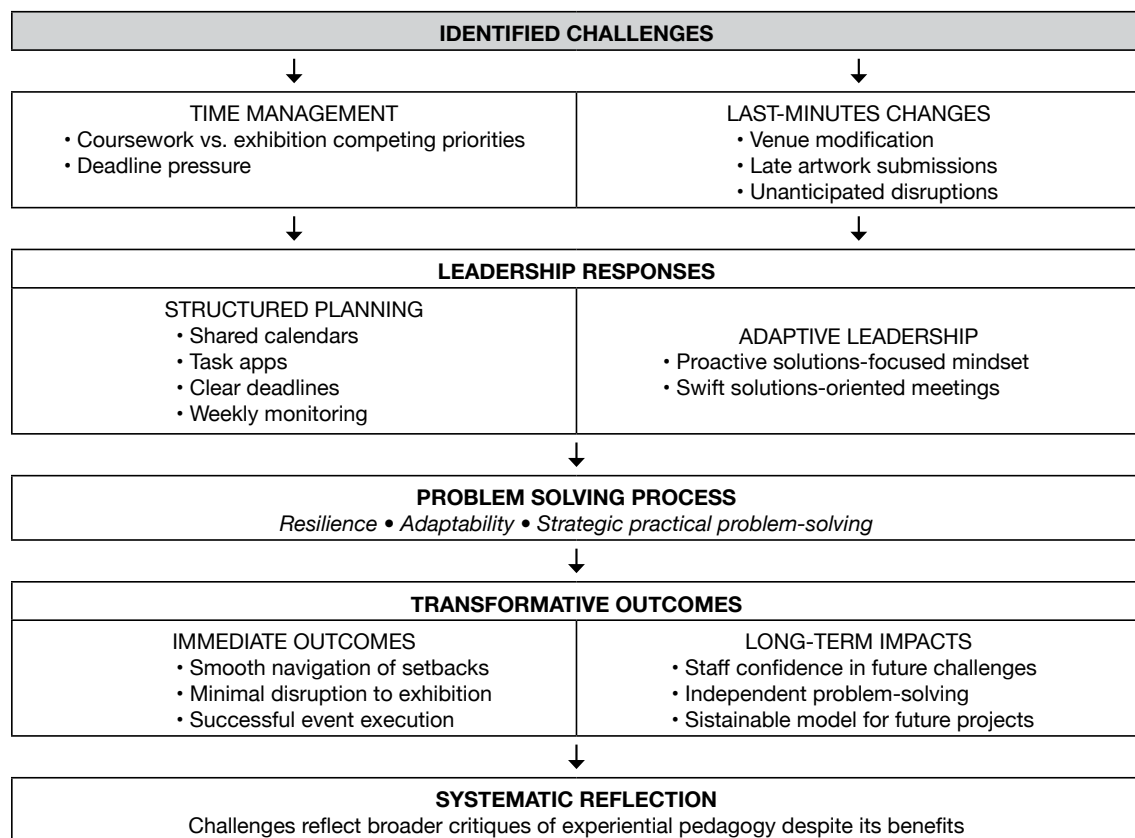 IDENTIFIED CHALLENGES
TIME MANAGEMENT
• Coursework vs. exhibition competing priorities
• Deadline pressure
LAST-MINUTES CHANGES
• Venue modification
• Late artwork submissions
• Unanticipated disruptions
LEADERSHIP RESPONSES
STRUCTURED PLANNING
• Shared calendars
• Task apps
• Clear deadlines
• Weekly monitoring
ADAPTIVE LEADERSHIP
• Proactive solutions-focused mindset
• Swift solutions-oriented meetings
PROBLEM SOLVING PROCESS
Resilience • Adaptability • Strategic practical problem-solving
TRANSFORMATIVE OUTCOMES
IMMEDIATE OUTCOMES
• Smooth navigation of setbacks
• Minimal disruption to exhibition
• Successful event execution
LONG-TERM IMPACTS
• Staff confidence in future challenges
• Independent problem-solving
• Sistainable model for future projects
SYSTEMATIC REFLECTION
Challenges reflect broader critiques of experiential pedagogy despite its benefits